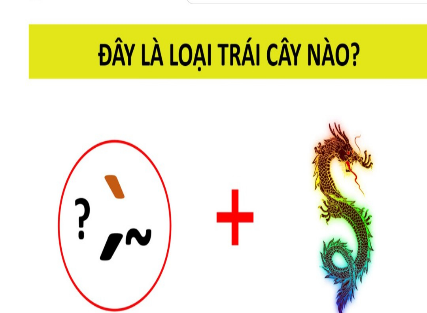 ĐÂY LÀ LOẠI TRÁI CÂY NÀO?
? ` ´ ~
+